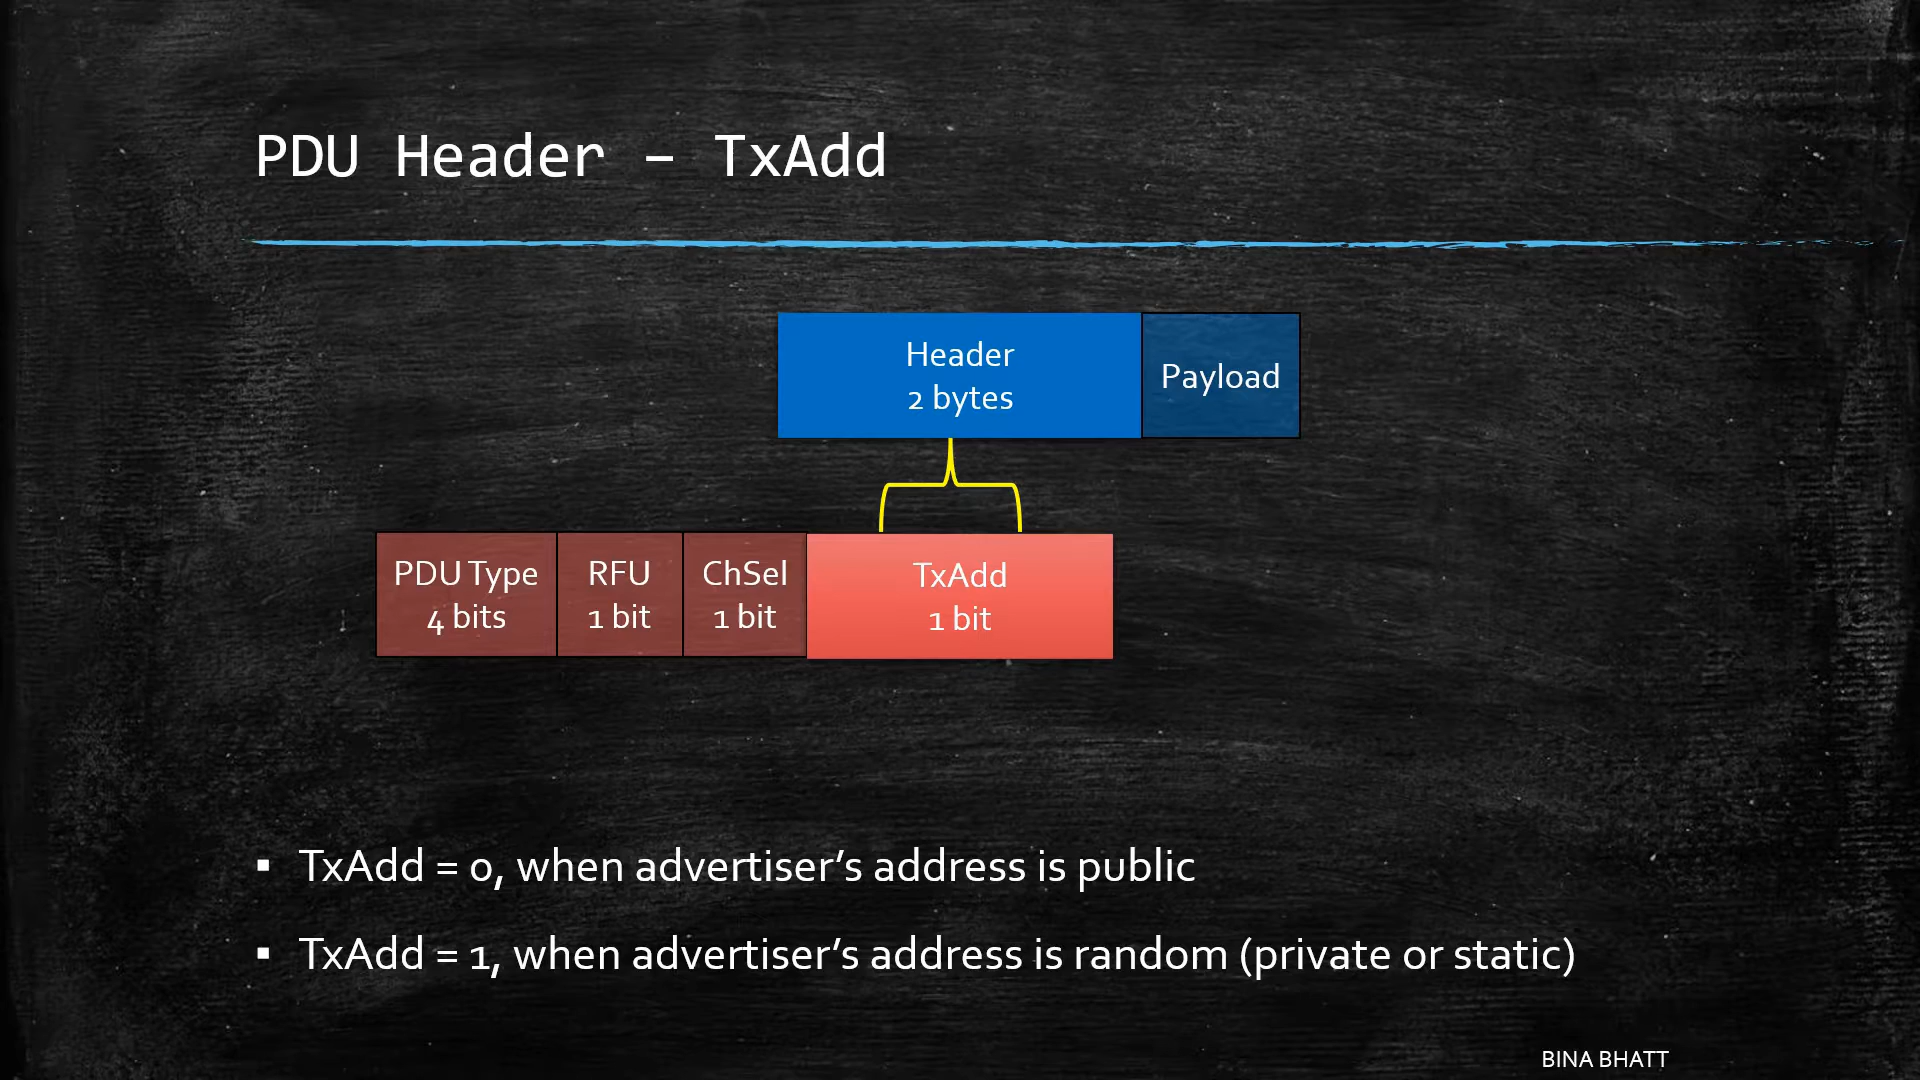 PDU Header – TxAdd
Header
2 bytes
Payload
PDU Type
4 bits
RFU
1 bit
ChSel
1 bit
TxAdd
1 bit
▪ TxAdd = 0, when advertiser’s address is public
▪ TxAdd = 1, when advertiser’s address is random (private or static)
BINA BHATT